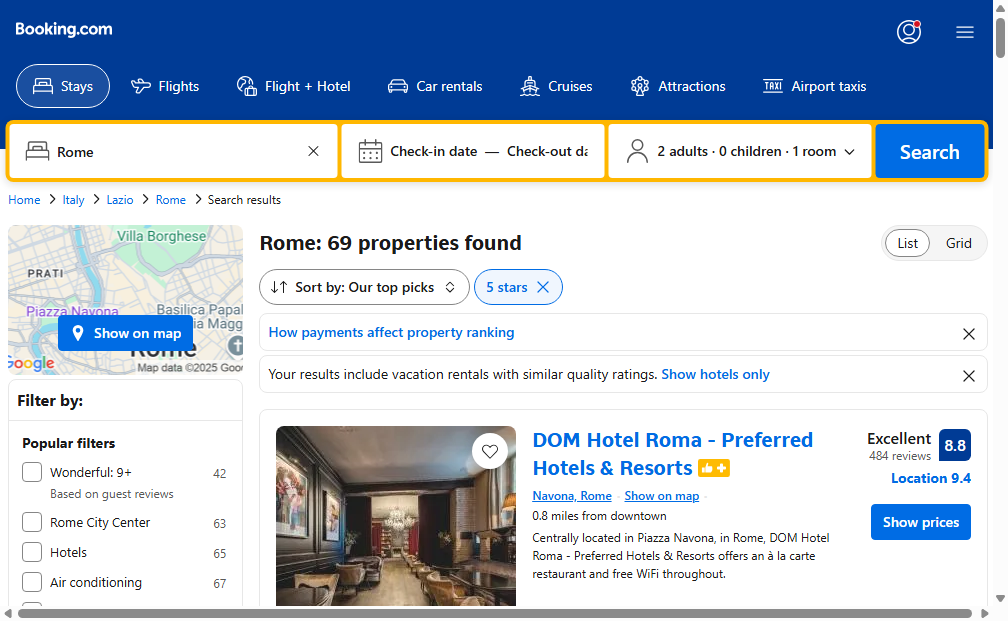 Booking.com
Stays
Flights
Flight + Hotel
Car rentals
Cruises
Attractions
TAXI
Airport taxis
Rome
Check-in date — Check-out da
2 adults · 0 children · 1 room
Search
Home > Italy > Lazio > Rome > Search results
Villa Borghese
PRATI
Piazza Navona
Basilica Papal
ia Magg
Show on map
Rome
Google
Map data ©2025 Goo
Rome: 69 properties found
List
Grid
Sort by: Our top picks
5 stars
How payments affect property ranking
Your results include vacation rentals with similar quality ratings. Show hotels only
Filter by:
Popular filters
Wonderful: 9+ 42
Based on guest reviews
Rome City Center 63
Hotels 65
Air conditioning 67
DOM Hotel Roma - Preferred
Hotels & Resorts
Navona, Rome Show on map
0.8 miles from downtown
Centrally located in Piazza Navona, in Rome, DOM Hotel
Roma - Preferred Hotels & Resorts offers an à la carte
restaurant and free WiFi throughout.
Excellent
484 reviews
8.8
Location 9.4
Show prices